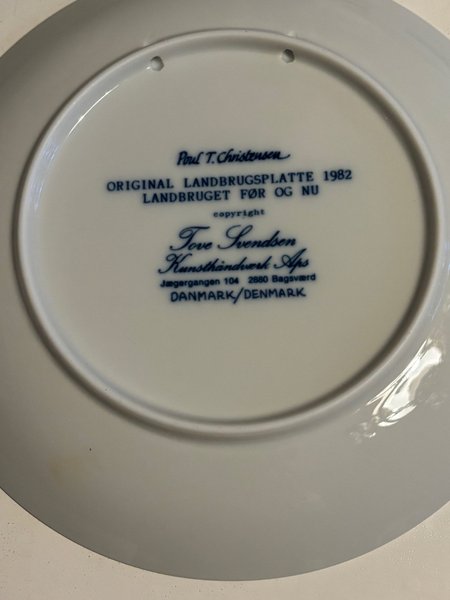 Poul T. Christensen
ORIGINAL LANDBRUGSPLATTE 1982
LANDBRUGET FØR OG NU
copyright
Tove Svendsen
Kunsthåndværk Aps
Jægergangen 104 2880 Bagsværd
DANMARK/DENMARK